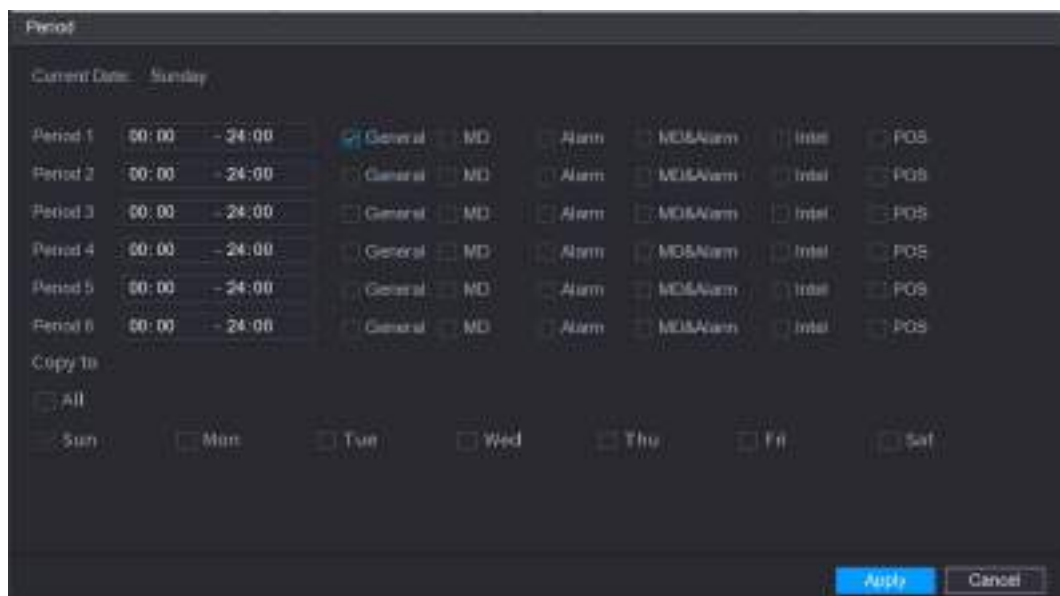 Period
Current Date: Sunday
Period 1 00:00 - 24:00 General MD Alarm MD&Alarm Intel POS
Period 2 00:00 - 24:00 General MD Alarm MD&Alarm Intel POS
Period 3 00:00 - 24:00 General MD Alarm MD&Alarm Intel POS
Period 4 00:00 - 24:00 General MD Alarm MD&Alarm Intel POS
Period 5 00:00 - 24:00 General MD Alarm MD&Alarm Intel POS
Period 6 00:00 - 24:00 General MD Alarm MD&Alarm Intel POS
Copy to
All
Sun Mon Tue Wed Thu Fri Sat
Apply Cancel